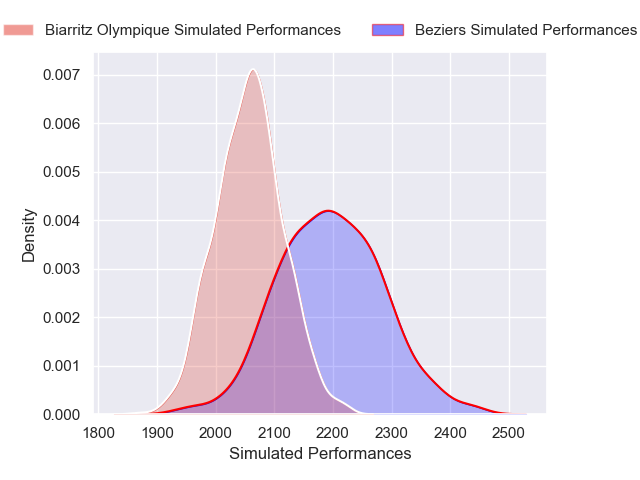 Biarritz Olympique Simulated Performances Beziers Simulated Performances
0.007
0.006
0.005
0.004
0.003
0.002
0.001
0.000
Density
1800 1900 2000 2100 2200 2300 2400 2500
Simulated Performances